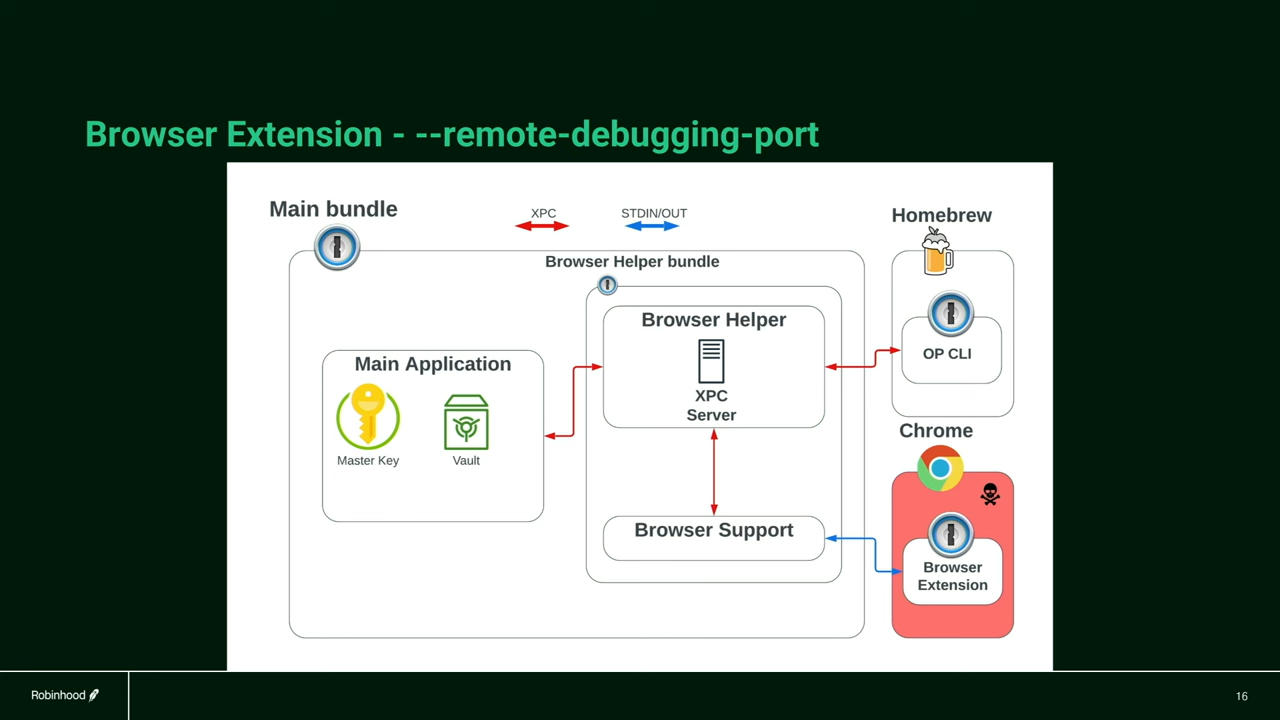 Browser Extension - --remote-debugging-port
Main bundle
XPC
STDIN/OUT
Homebrew
Browser Helper bundle
Browser Helper
XPC
Server
Main Application
Master Key
Vault
OP CLI
Chrome
Browser Support
Browser
Extension
Robinhood
16